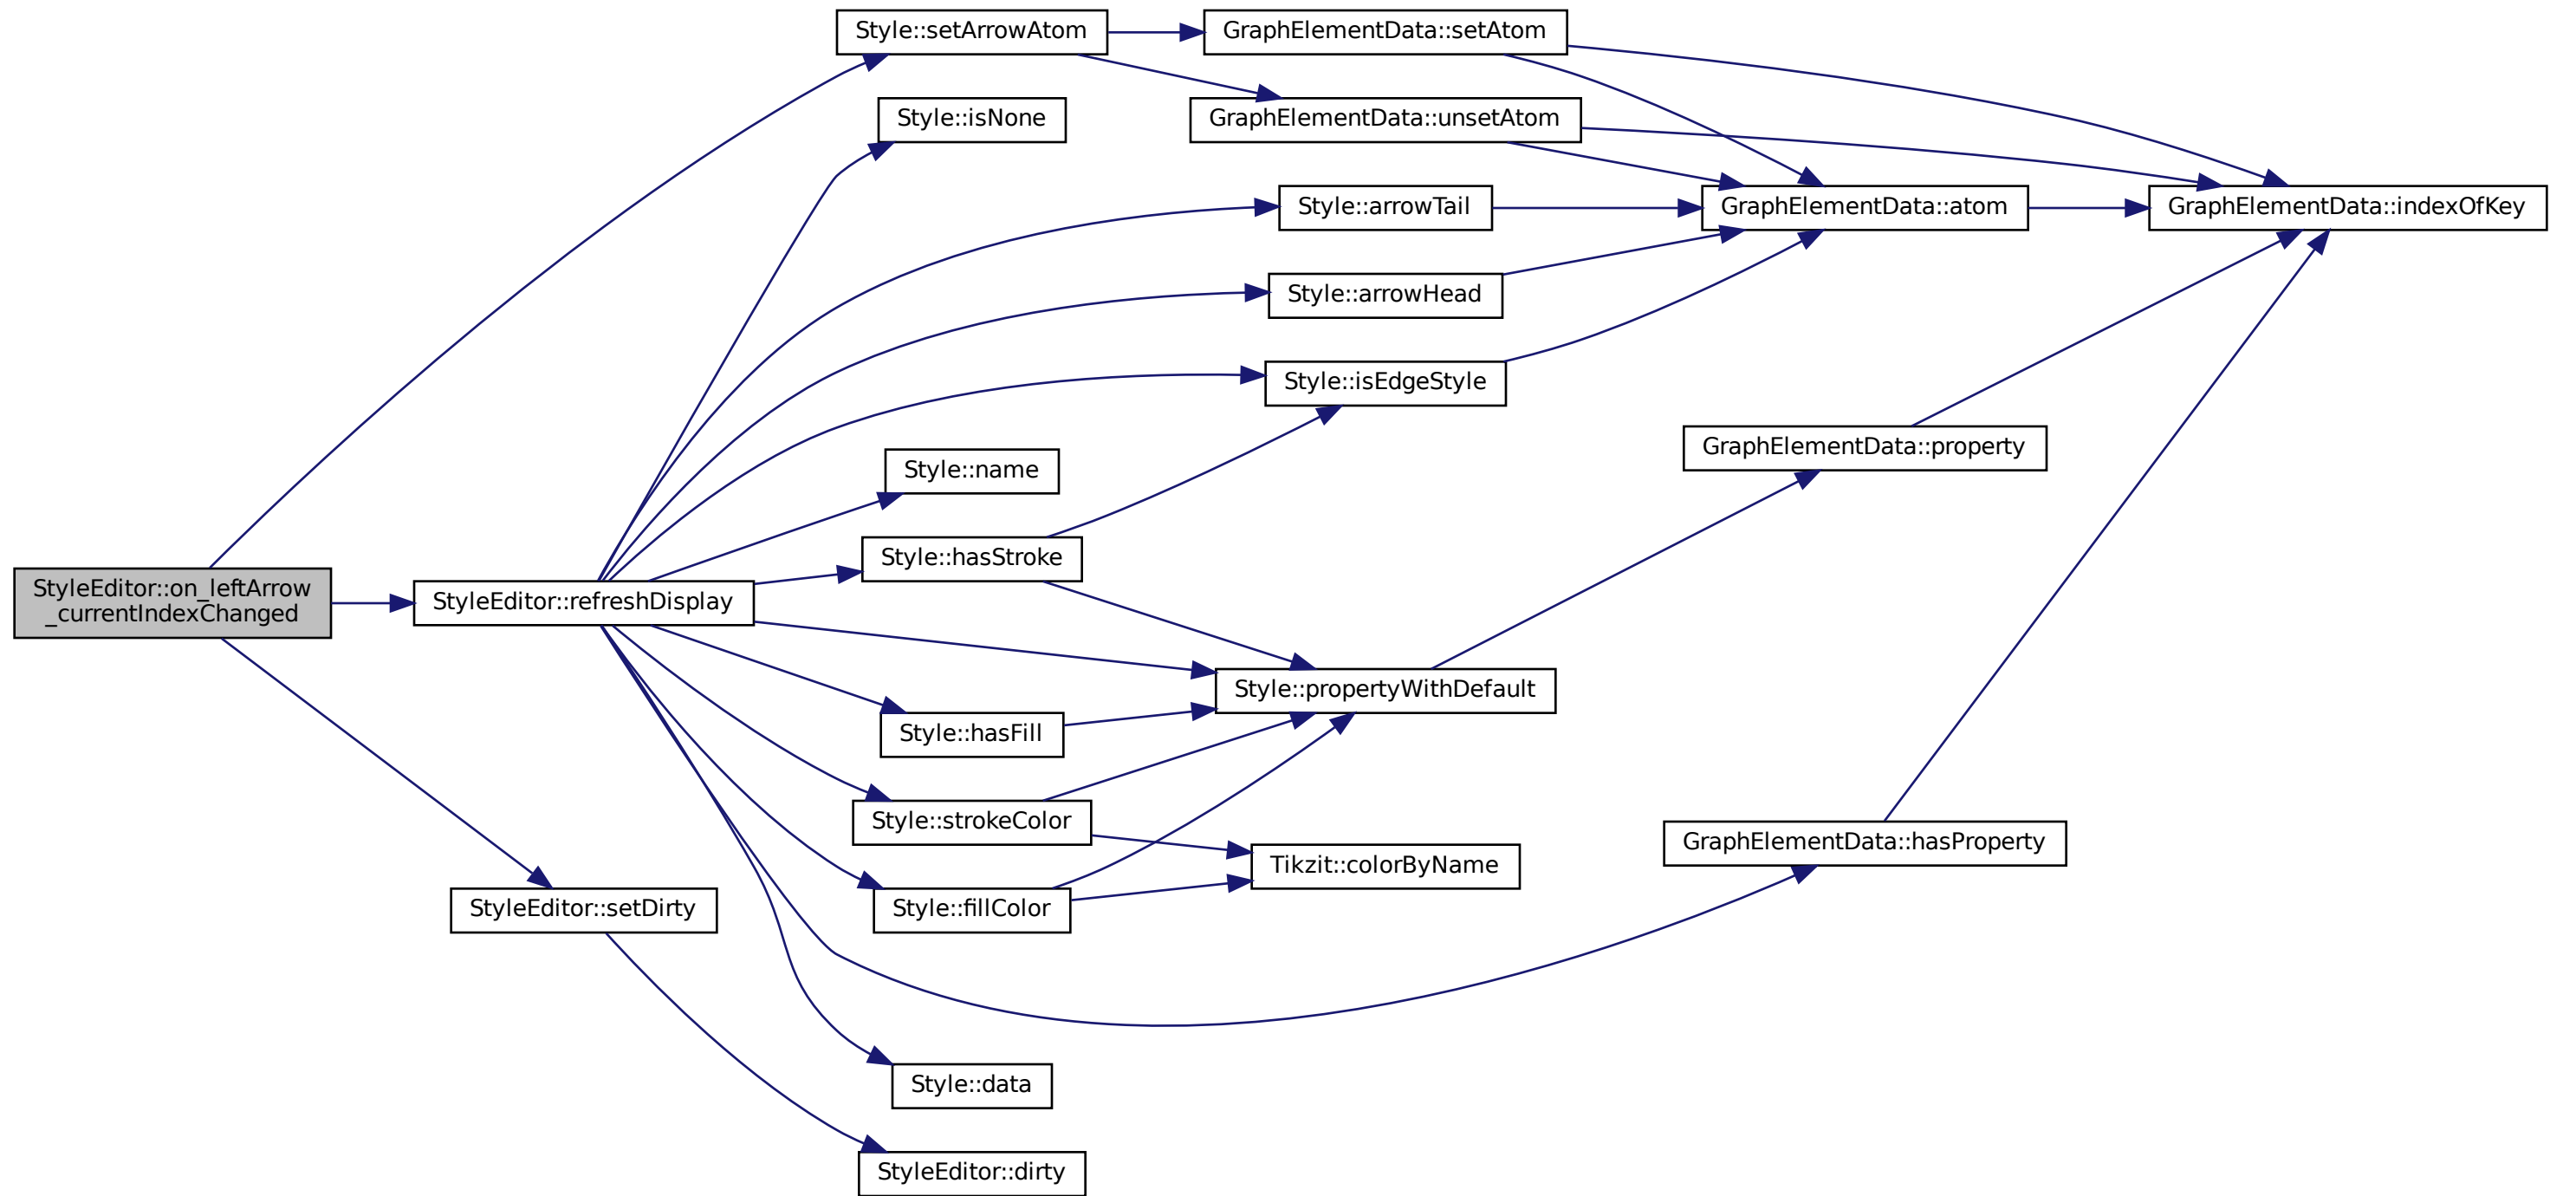 Style::setArrowAtom
GraphElementData::setAtom
Style::isNone
GraphElementData::unsetAtom
Style::arrowTail
GraphElementData::atom
GraphElementData::indexOfKey
Style::arrowHead
Style::isEdgeStyle
GraphElementData::property
Style::name
Style::hasStroke
StyleEditor::on_leftArrow
_currentIndexChanged
StyleEditor::refreshDisplay
Style::propertyWithDefault
Style::hasFill
Style::strokeColor
GraphElementData::hasProperty
Tikzit::colorByName
StyleEditor::setDirty
Style::fillColor
Style::data
StyleEditor::dirty